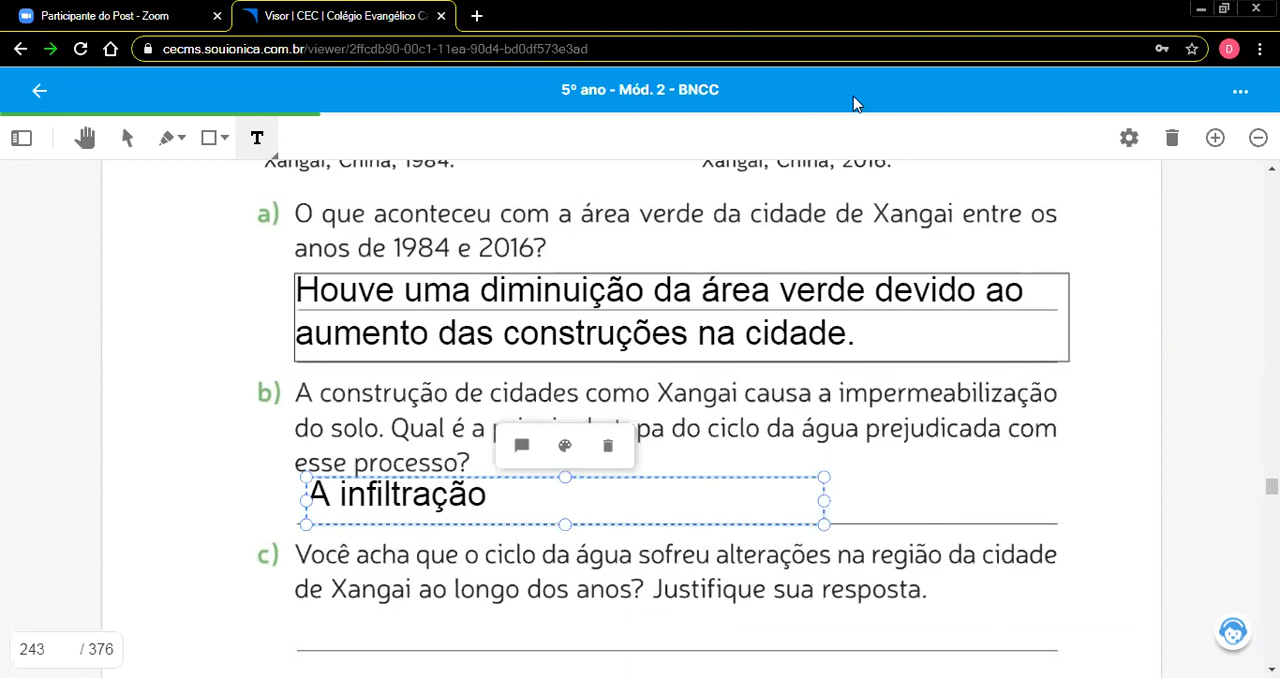 Participante do Post - Zoom
Visor | CEC | Colégio Evangélico
cecms.souionica.com.br/viewer/2ffcdb90-00c1-11ea-90d4-bd0df573e3ad
D
5º ano - Mód. 2 - BNCC
T
Xangai, China, 1984.
Xangai, China, 2016.
a) O que aconteceu com a área verde da cidade de Xangai entre os
anos de 1984 e 2016?
Houve uma diminuição da área verde devido ao
aumento das construções na cidade.
b) A construção de cidades como Xangai causa a impermeabilização
do solo. Qual é a do ciclo da água prejudicada com
esse processo?
A infiltração
c) Você acha que o ciclo da água sofreu alterações na região da cidade
de Xangai ao longo dos anos? Justifique sua resposta.
243 / 376